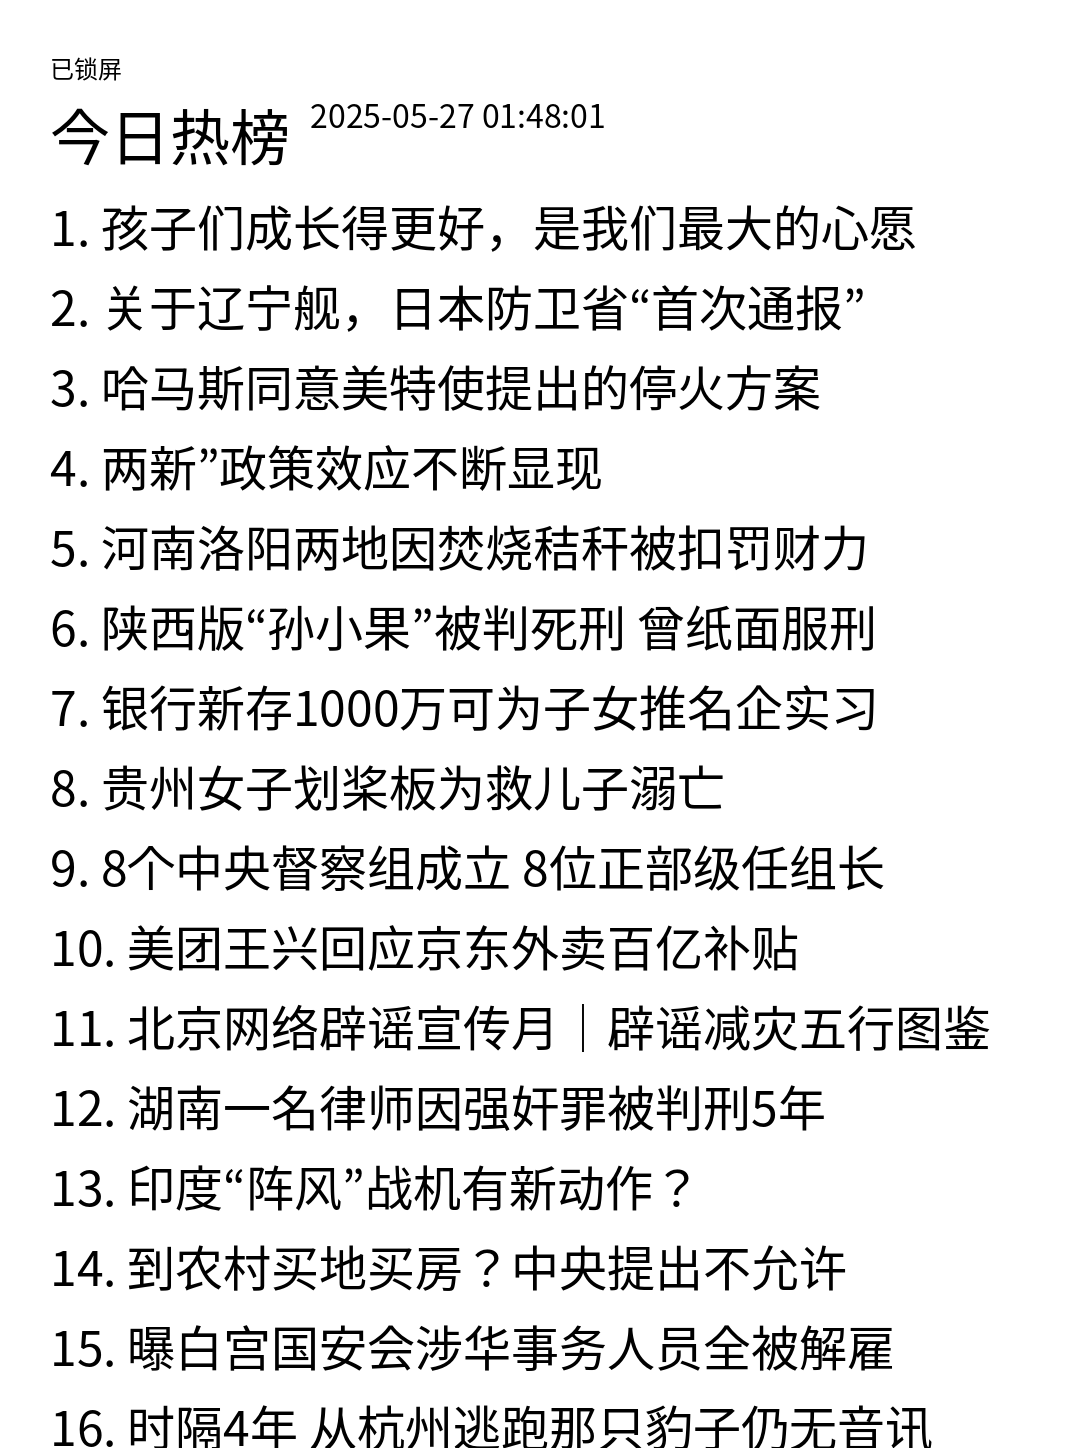 已锁屏
今日热榜 2025-05-27 01:48:01
1. 孩子们成长得更好，是我们最大的心愿
2. 关于辽宁舰，日本防卫省“首次通报”
3. 哈马斯同意美特使提出的停火方案
4. 两新”政策效应不断显现
5. 河南洛阳两地因焚烧秸秆被扣罚财力
6. 陕西版“孙小果”被判死刑 曾纸面服刑
7. 银行新存1000万可为子女推名企实习
8. 贵州女子划桨板为救儿子溺亡
9. 8个中央督察组成立 8位正部级任组长
10. 美团王兴回应京东外卖百亿补贴
11. 北京网络辟谣宣传月｜辟谣减灾五行图鉴
12. 湖南一名律师因强奸罪被判刑5年
13. 印度“阵风”战机有新动作？
14. 到农村买地买房？中央提出不允许
15. 曝白宫国安会涉华事务人员全被解雇
16. 时隔4年 从杭州逃跑那只豹子仍无音讯